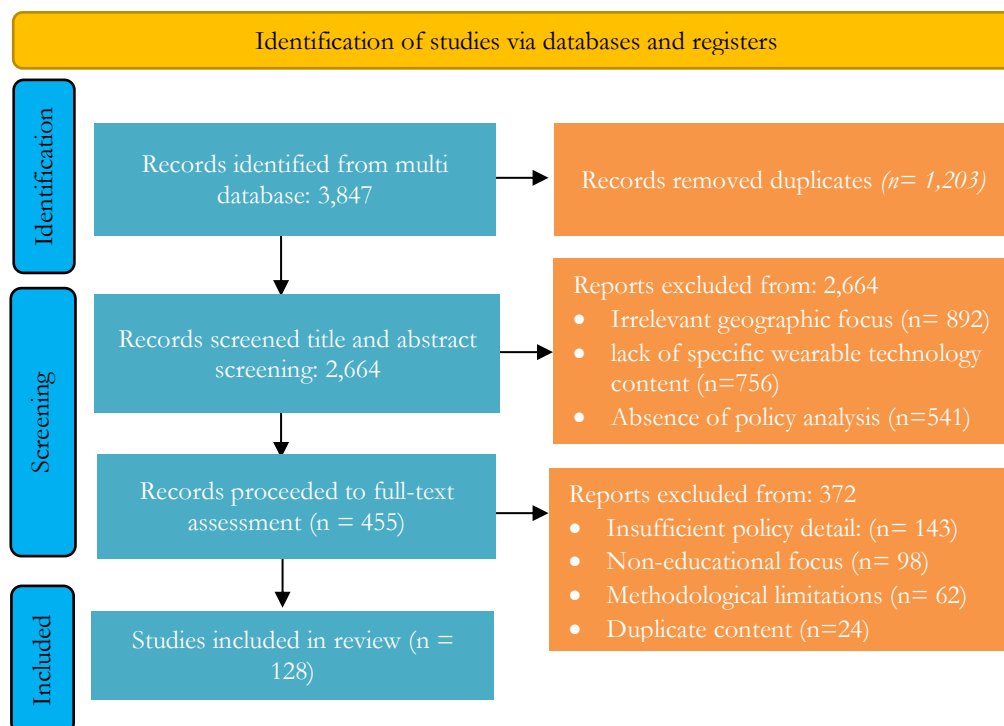 Identification of studies via databases and registers
Identification
Records identified from multi
database: 3,847
Records removed duplicates (n= 1,203)
Screening
Records screened title and abstract
screening: 2,664
Reports excluded from: 2,664
• Irrelevant geographic focus (n= 892)
• lack of specific wearable technology
content (n=756)
• Absence of policy analysis (n=541)
Records proceeded to full-text
assessment (n = 455)
Reports excluded from: 372
• Insufficient policy detail: (n= 143)
• Non-educational focus (n= 98)
• Methodological limitations (n= 62)
• Duplicate content (n=24)
Included
Studies included in review (n =
128)